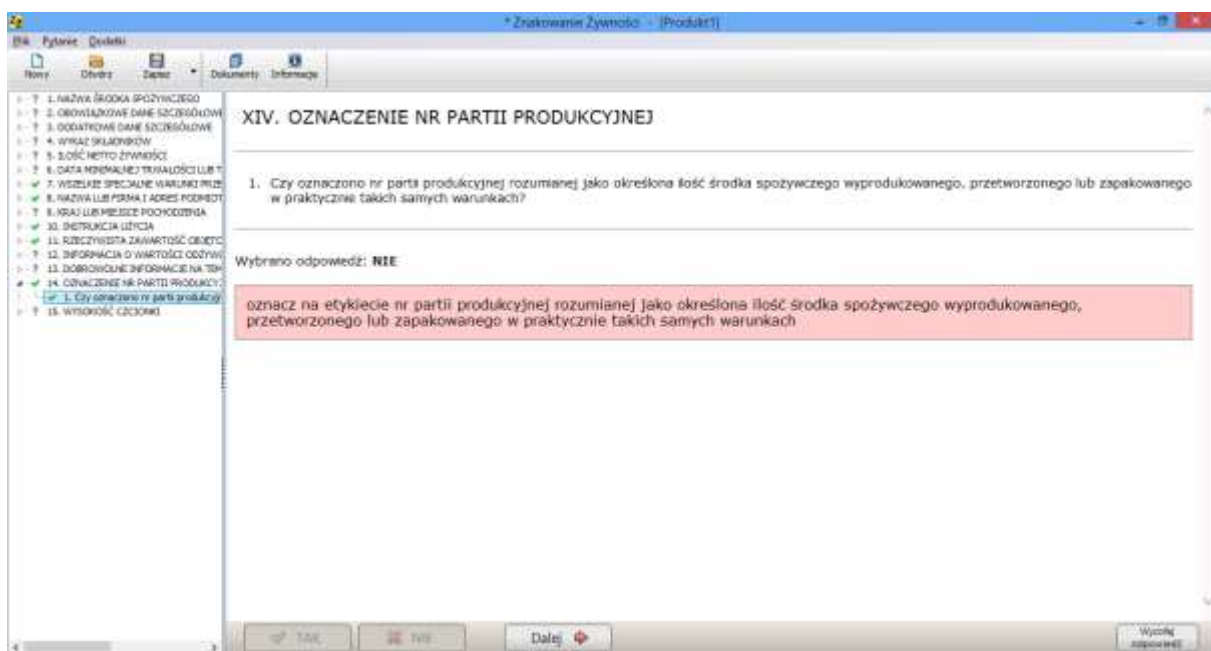 * Znakowanie Żywności - [Produkt1]
Plik Pytanie Dodatki
Nowy Otwórz Zapisz Dokumenty Informacje
? 1. NAZWA ŚRODKA SPOŻYWCZEGO
? 2. OBOWIĄZKOWE DANE SZCZEGÓŁOWE
? 3. DODATKOWE DANE SZCZEGÓŁOWE
? 4. WYKAZ SKŁADNIKÓW
? 5. ILOŚĆ NETTO ŻYWNOŚCI
? 6. DATA MINIMALNEJ TRWAŁOŚCI LUB T
7. WSZELKIE SPECJALNE WARUNKI PRZE
8. NAZWA LUB FIRMA I ADRES PODMIOT
? 9. KRAJ LUB MIEJSCE POCHODZENIA
10. INSTRUKCJA UŻYCIA
11. RZECZYWISTA ZAWARTOŚĆ OBJĘTO
? 12. INFORMACJA O WARTOŚCI ODŻYW
? 13. DOBROWOLNE INFORMACJE NA TEM
14. OZNACZENIE NR PARTII PRODUKCY
1. Czy oznaczono nr partii produkcyj
? 15. WYSOKOŚĆ CZCIONKI
XIV. OZNACZENIE NR PARTII PRODUKCYJNEJ
1. Czy oznaczono nr partii produkcyjnej rozumianej jako określona ilość środka spożywczego wyprodukowanego, przetworzonego lub zapakowanego
w praktycznie takich samych warunkach?
Wybrano odpowiedź: NIE
oznacz na etykiecie nr partii produkcyjnej rozumianej jako określona ilość środka spożywczego wyprodukowanego,
przetworzonego lub zapakowanego w praktycznie takich samych warunkach
TAK NIE Dalej Wycofaj
odpowiedź